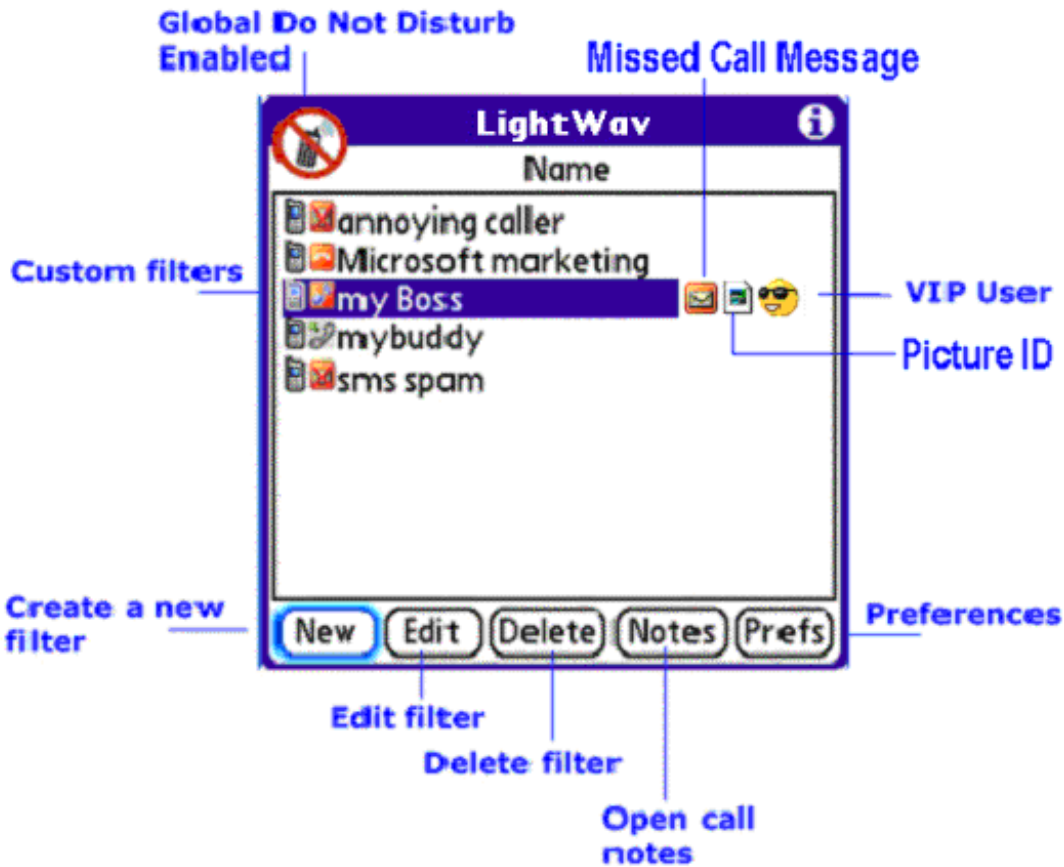 Global Do Not Disturb
Enabled
Missed Call Message
LightWav
Name
annoying caller
Microsoft marketing
Custom filters
my Boss
VIP User
mybuddy
Picture ID
sms spam
Create a new
filter
New
Edit
Delete
Notes
Prefs
Preferences
Edit filter
Delete filter
Open call
notes